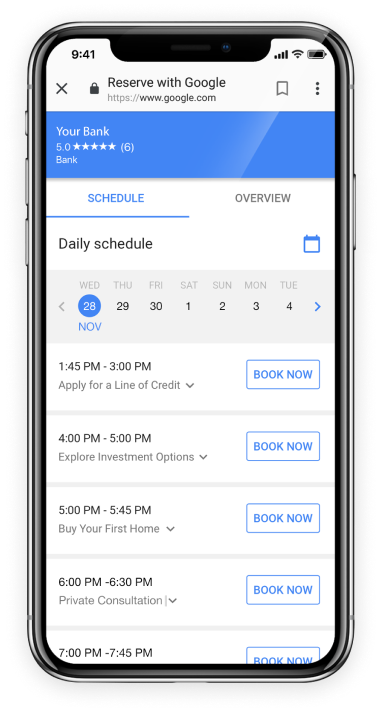 9:41
Reserve with Google
https://www.google.com
Your Bank
5.0 ★★★★★ (6)
Bank
SCHEDULE OVERVIEW
Daily schedule
WED THU FRI SAT SUN MON TUE
28 29 30 1 2 3 4
NOV
1:45 PM - 3:00 PM
Apply for a Line of Credit
BOOK NOW
4:00 PM - 5:00 PM
Explore Investment Options
BOOK NOW
5:00 PM - 5:45 PM
Buy Your First Home
BOOK NOW
6:00 PM -6:30 PM
Private Consultation |
BOOK NOW
7:00 PM -7:45 PM
BOOK NOW